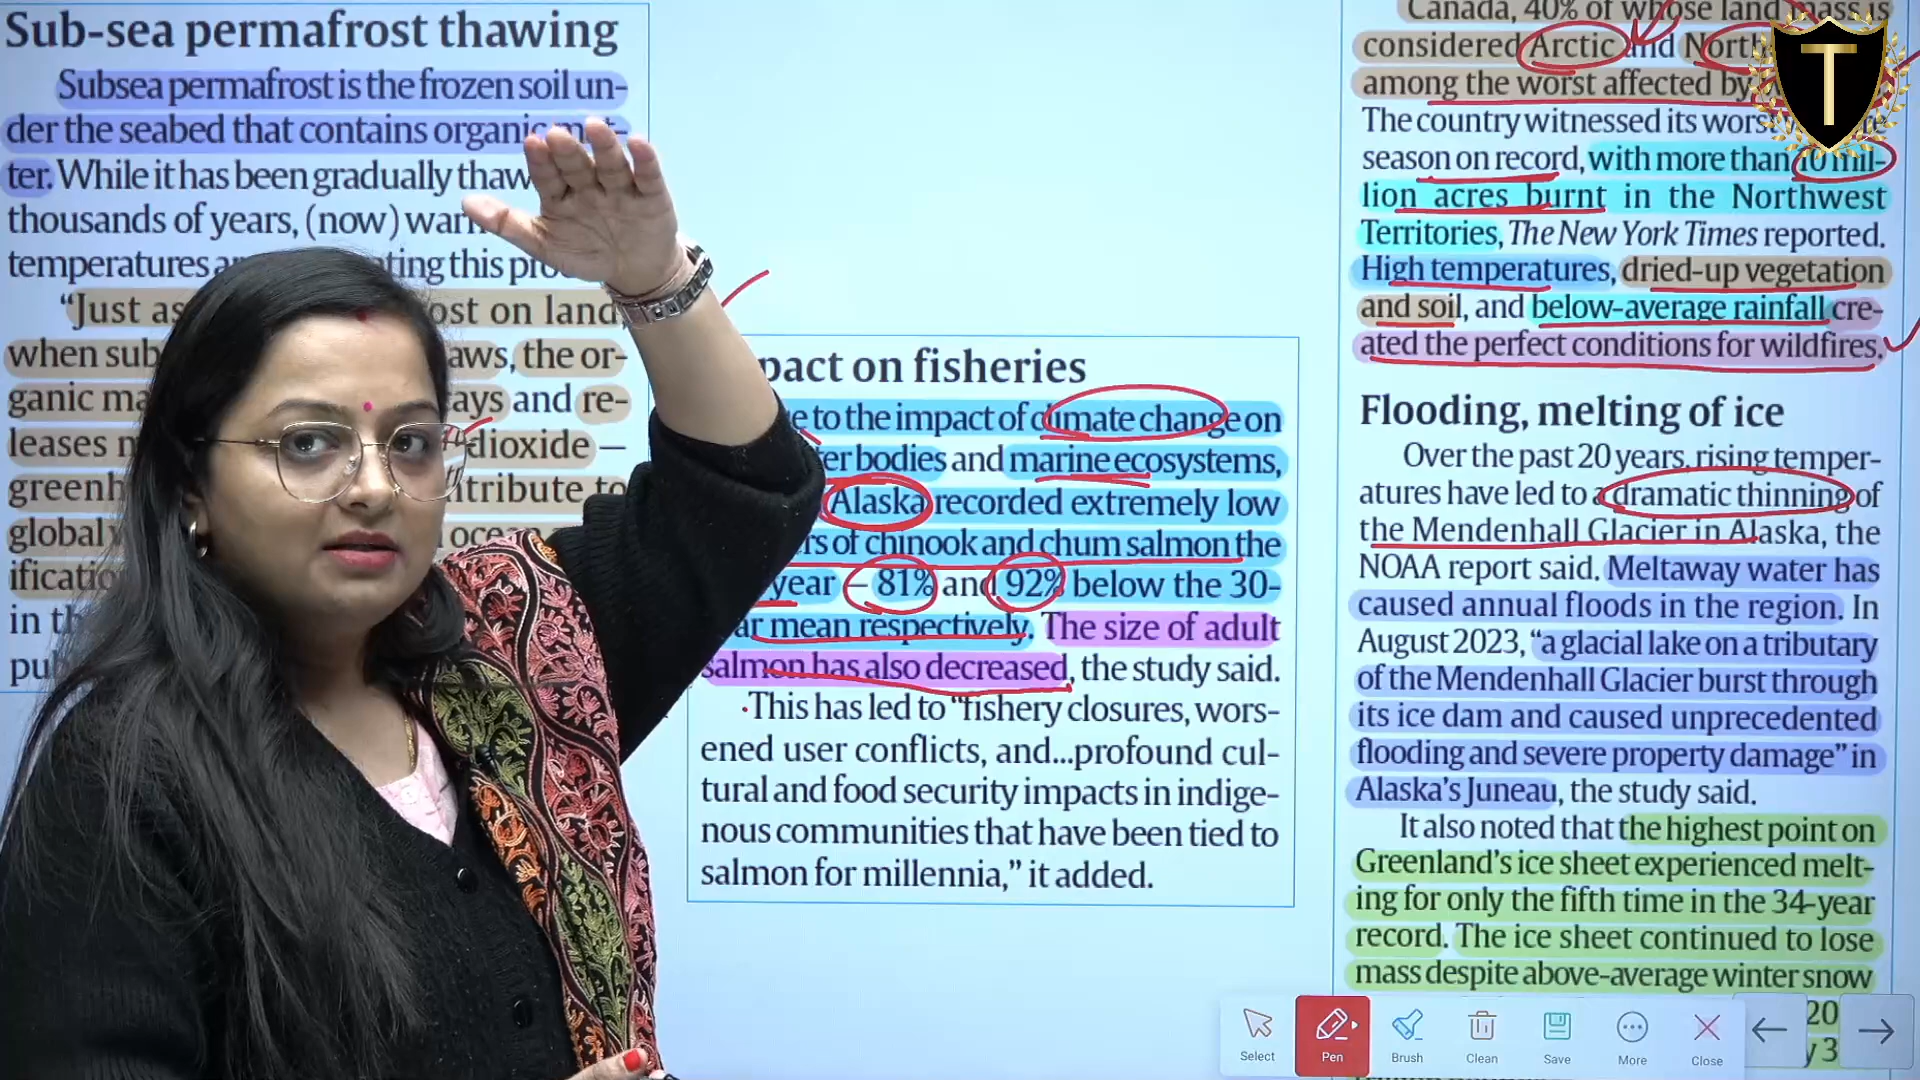 Sub-sea permafrost thawing
Subsea permafrost is the frozen soil un-
der the seabed that contains organic mat-
ter. While it has been gradually thaw
thousands of years, (now) warm
temperatures ating this pro
“Just as ost on land,
when sub aws, the or-
ganic ma ays and re-
leases m dioxide –
greenh ntribute to
global ocean
ificatio
in th
pu
pact on fisheries
e to the impact of climate change on
er bodies and marine ecosystems,
Alaska recorded extremely low
rs of chinook and chum salmon the
year – 81% and 92% below the 30-
ar mean respectively. The size of adult
salmon has also decreased, the study said.
This has led to “fishery closures, wors-
ened user conflicts, and...profound cul-
tural and food security impacts in indige-
nous communities that have been tied to
salmon for millennia,” it added.
Canada, 40% of whose land mass is
considered Arctic and North
among the worst affected by
The country witnessed its worst
season on record, with more than 10 mil-
lion acres burnt in the Northwest
Territories, The New York Times reported.
High temperatures, dried-up vegetation
and soil, and below-average rainfall cre-
ated the perfect conditions for wildfires.
Flooding, melting of ice
Over the past 20 years, rising temper-
atures have led to a dramatic thinning of
the Mendenhall Glacier in Alaska, the
NOAA report said. Meltaway water has
caused annual floods in the region. In
August 2023, “a glacial lake on a tributary
of the Mendenhall Glacier burst through
its ice dam and caused unprecedented
flooding and severe property damage” in
Alaska’s Juneau, the study said.
It also noted that the highest point on
Greenland’s ice sheet experienced melt-
ing for only the fifth time in the 34-year
record. The ice sheet continued to lose
mass despite above-average winter snow
20
y 3
T
Select
Pen
Brush
Clean
Save
More
Close